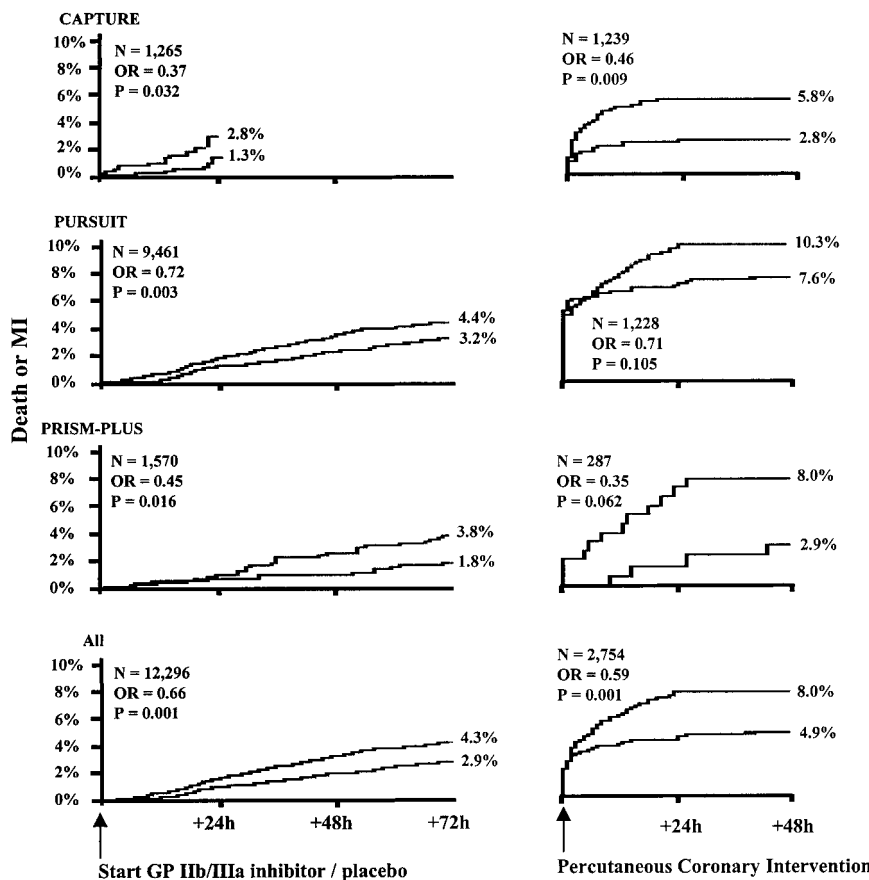 CAPTURE
10%
8%
6%
4%
2%
0%
N = 1,265
OR = 0.37
P = 0.032
2.8%
1.3%
N = 1,239
OR = 0.46
P = 0.009
5.8%
2.8%
PURSUIT
10%
8%
6%
4%
2%
0%
N = 9,461
OR = 0.72
P = 0.003
4.4%
3.2%
10.3%
7.6%
N = 1,228
OR = 0.71
P = 0.105
Death or MI
PRISM-PLUS
10%
8%
6%
4%
2%
0%
N = 1,570
OR = 0.45
P = 0.016
3.8%
1.8%
N = 287
OR = 0.35
P = 0.062
8.0%
2.9%
All
10%
8%
6%
4%
2%
0%
N = 12,296
OR = 0.66
P = 0.001
4.3%
2.9%
N = 2,754
OR = 0.59
P = 0.001
8.0%
4.9%
+24h
+48h
+72h
+24h
+48h
Start GP IIb/IIIa inhibitor / placebo
Percutaneous Coronary Intervention